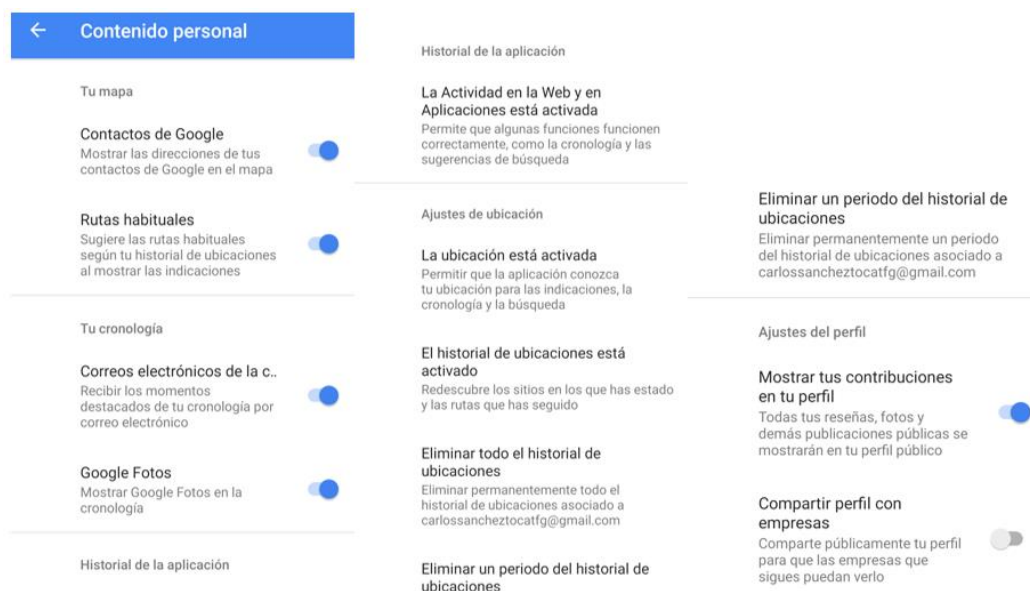 Contenido personal
Tu mapa
Contactos de Google
Mostrar las direcciones de tus
contactos de Google en el mapa
Rutas habituales
Sugiere las rutas habituales
según tu historial de ubicaciones
al mostrar las indicaciones
Tu cronología
Correos electrónicos de la c..
Recibir los momentos
destacados de tu cronología por
correo electrónico
Google Fotos
Mostrar Google Fotos en la
cronología
Historial de la aplicación
Historial de la aplicación
La Actividad en la Web y en
Aplicaciones está activada
Permite que algunas funciones funcionen
correctamente, como la cronología y las
sugerencias de búsqueda
Ajustes de ubicación
La ubicación está activada
Permitir que la aplicación conozca
tu ubicación para las indicaciones, la
cronología y la búsqueda
El historial de ubicaciones está
activado
Redescubre los sitios en los que has estado
y las rutas que has seguido
Eliminar todo el historial de
ubicaciones
Eliminar permanentemente todo el
historial de ubicaciones asociado a
carlossancheztocatfg@gmail.com
Eliminar un periodo del historial de
ubicaciones
Eliminar un periodo del historial de
ubicaciones
Eliminar permanentemente un periodo
del historial de ubicaciones asociado a
carlossancheztocatfg@gmail.com
Ajustes del perfil
Mostrar tus contribuciones
en tu perfil
Todas tus reseñas, fotos y
demás publicaciones públicas se
mostrarán en tu perfil público
Compartir perfil con
empresas
Comparte públicamente tu perfil
para que las empresas que
sigues puedan verlo